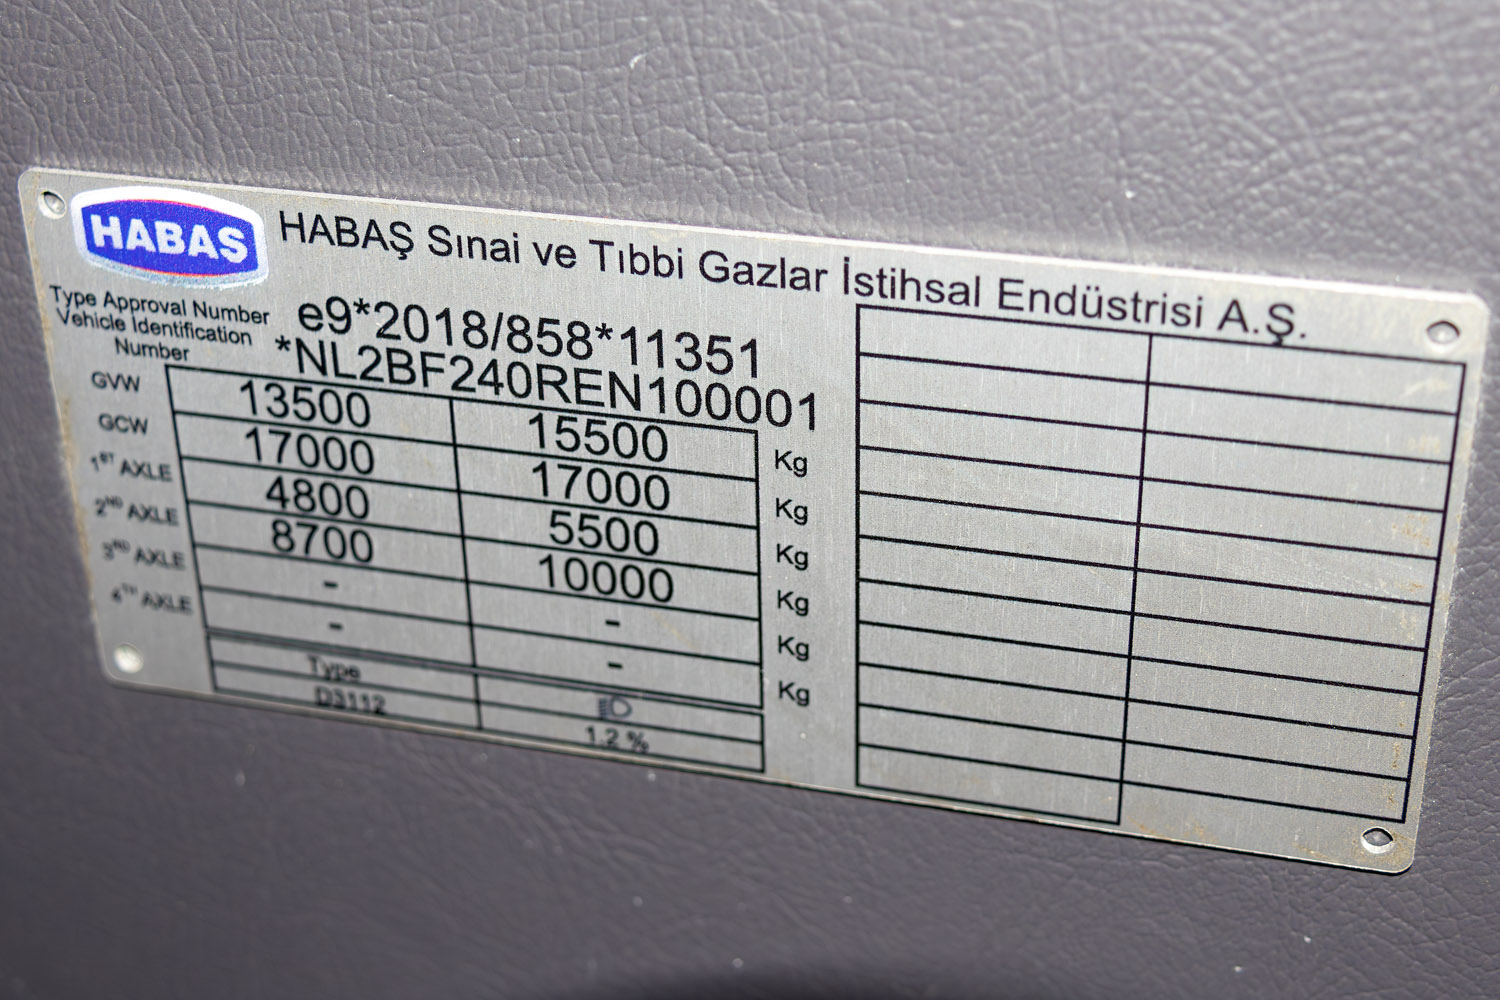 HABAŞ
HABAŞ Sınai ve Tıbbi Gazlar İstihsal Endüstrisi A.Ş.
Type Approval Number e9*2018/858*11351
Vehicle Identification Number *NL2BF240REN100001
GVW 13500 15500 Kg
GCW 17000 17000 Kg
1ST AXLE 4800 5500 Kg
2ND AXLE 8700 10000 Kg
3RD AXLE - - Kg
4TH AXLE - - Kg
Type
D3112 1.2 %